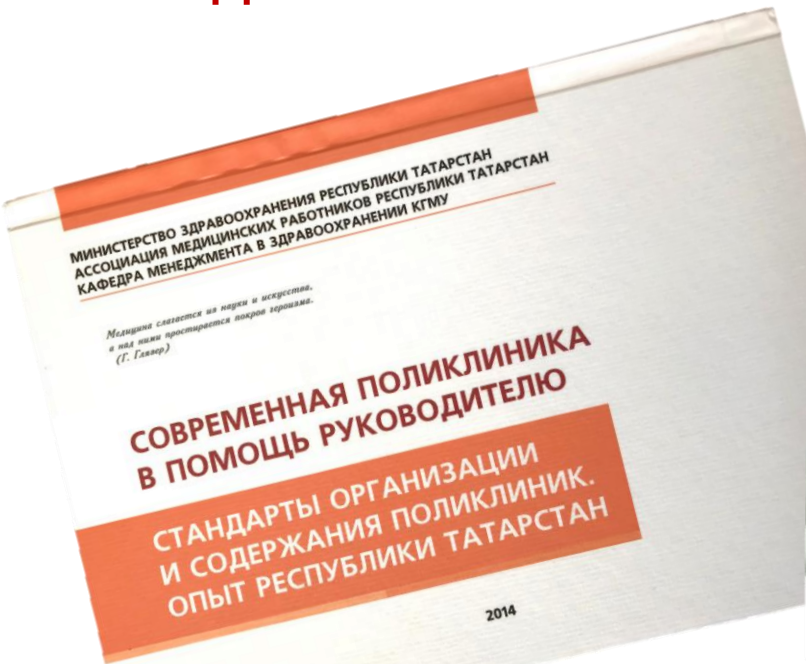 МИНИСТЕРСТВО ЗДРАВООХРАНЕНИЯ РЕСПУБЛИКИ ТАТАРСТАН
АССОЦИАЦИЯ МЕДИЦИНСКИХ РАБОТНИКОВ РЕСПУБЛИКИ ТАТАРСТАН
КАФЕДРА МЕНЕДЖМЕНТА В ЗДРАВООХРАНЕНИИ КГМУ
Медицина слагается из науки и искусства,
а над ними простирается покров героизма.
(Г. Глязер)
СОВРЕМЕННАЯ ПОЛИКЛИНИКА
В ПОМОЩЬ РУКОВОДИТЕЛЮ
СТАНДАРТЫ ОРГАНИЗАЦИИ
И СОДЕРЖАНИЯ ПОЛИКЛИНИК.
ОПЫТ РЕСПУБЛИКИ ТАТАРСТАН
2014